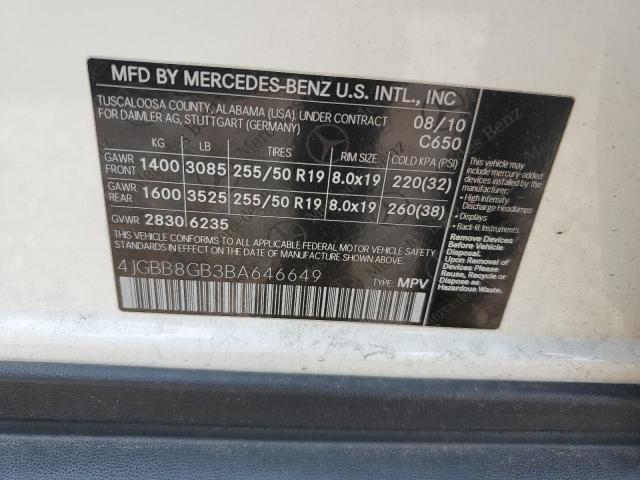 MFD BY MERCEDES-BENZ U.S. INTL., INC
TUSCALOOSA COUNTY, ALABAMA (USA). UNDER CONTRACT
FOR DAIMLER AG, STUTTGART (GERMANY)
08/10
C650
KG LB TIRES RIM SIZE COLD KPA (PSI)
GAWR FRONT 1400 3085 255/50 R19 8.0x19 220(32)
GAWR REAR 1600 3525 255/50 R19 8.0x19 260(38)
GVWR 2830 6235
THIS VEHICLE CONFORMS TO ALL APPLICABLE FEDERAL MOTOR VEHICLE
SAFETY, BUMPER, AND THEFT PREVENTION STANDARDS IN
EFFECT ON THE DATE OF MANUFACTURE SHOWN ABOVE.
4JGBB8GB3BA646649
TYPE: MPV
This vehicle may
include mercury-added
devices installed by the
manufacturer:
• High Intensity
Discharge Headlamps
• Displays
• Back-lit Instruments
Remove Devices
Before Vehicle
Disposal.
Reuse, Recycle or
Dispose as
Hazardous Waste.